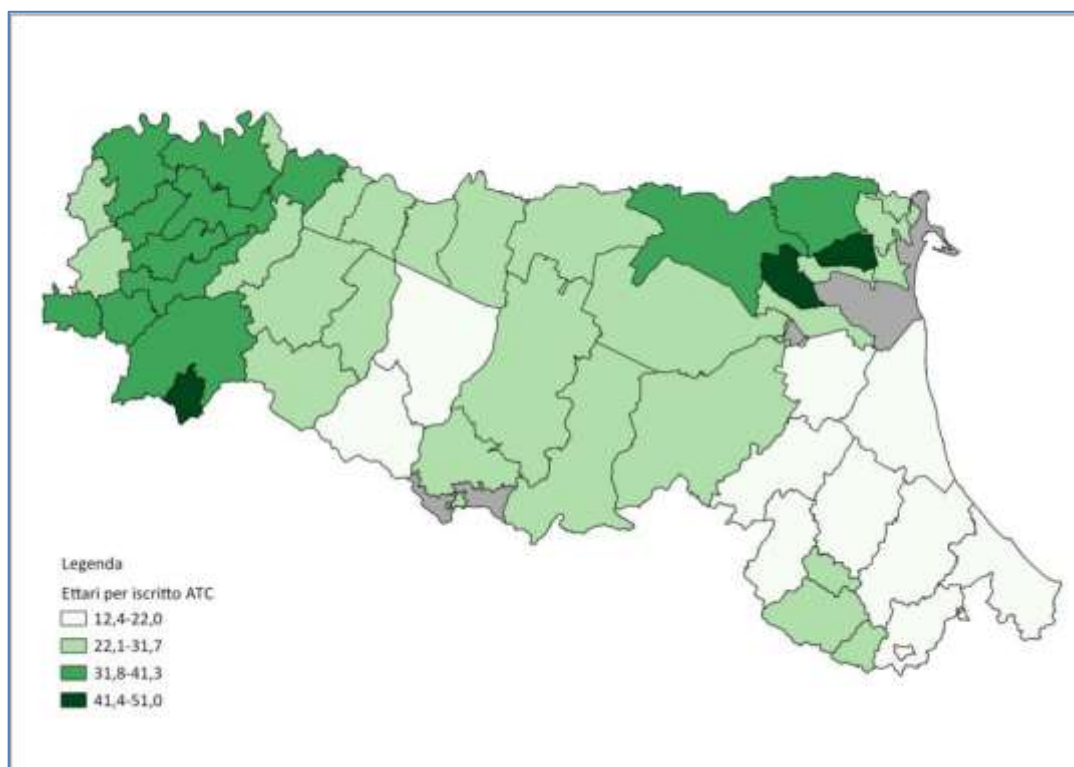 Legenda
Ettari per iscritto ATC
12,4-22,0
22,1-31,7
31,8-41,3
41,4-51,0